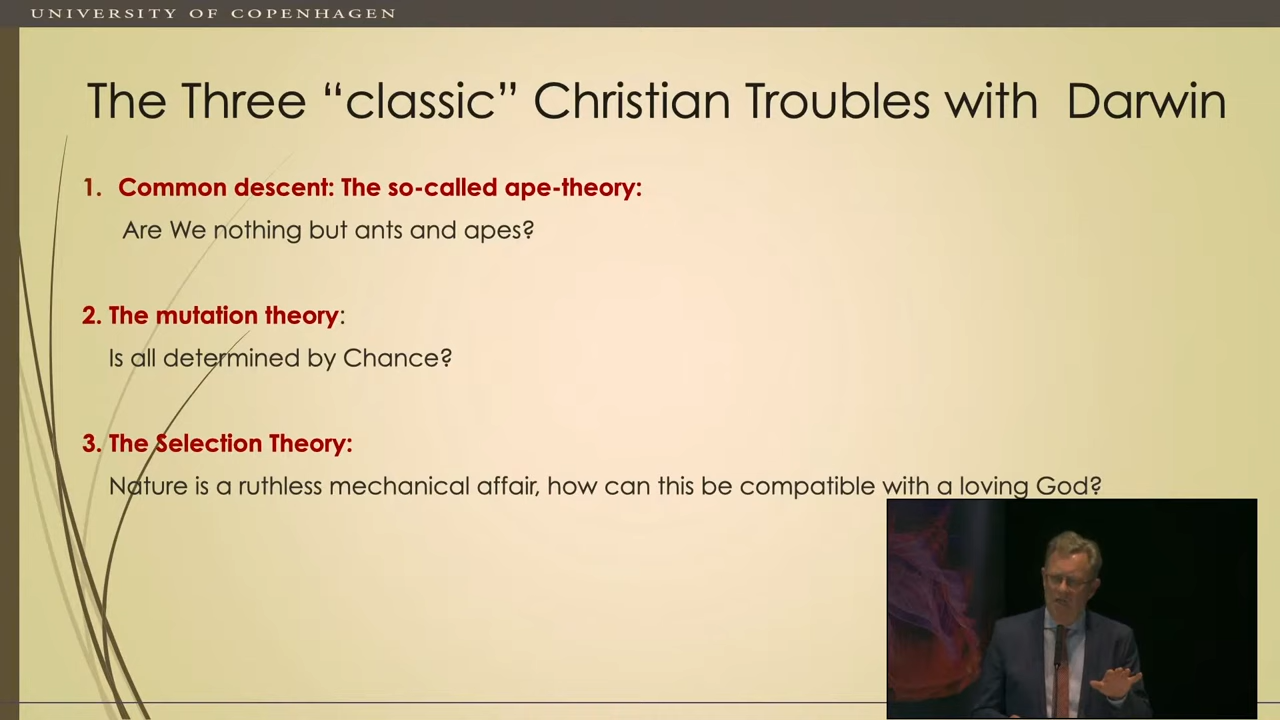 UNIVERSITY OF COPENHAGEN
The Three “classic” Christian Troubles with Darwin
1. Common descent: The so-called ape-theory:
Are We nothing but ants and apes?
2. The mutation theory:
Is all determined by Chance?
3. The Selection Theory:
Nature is a ruthless mechanical affair, how can this be compatible with a loving God?